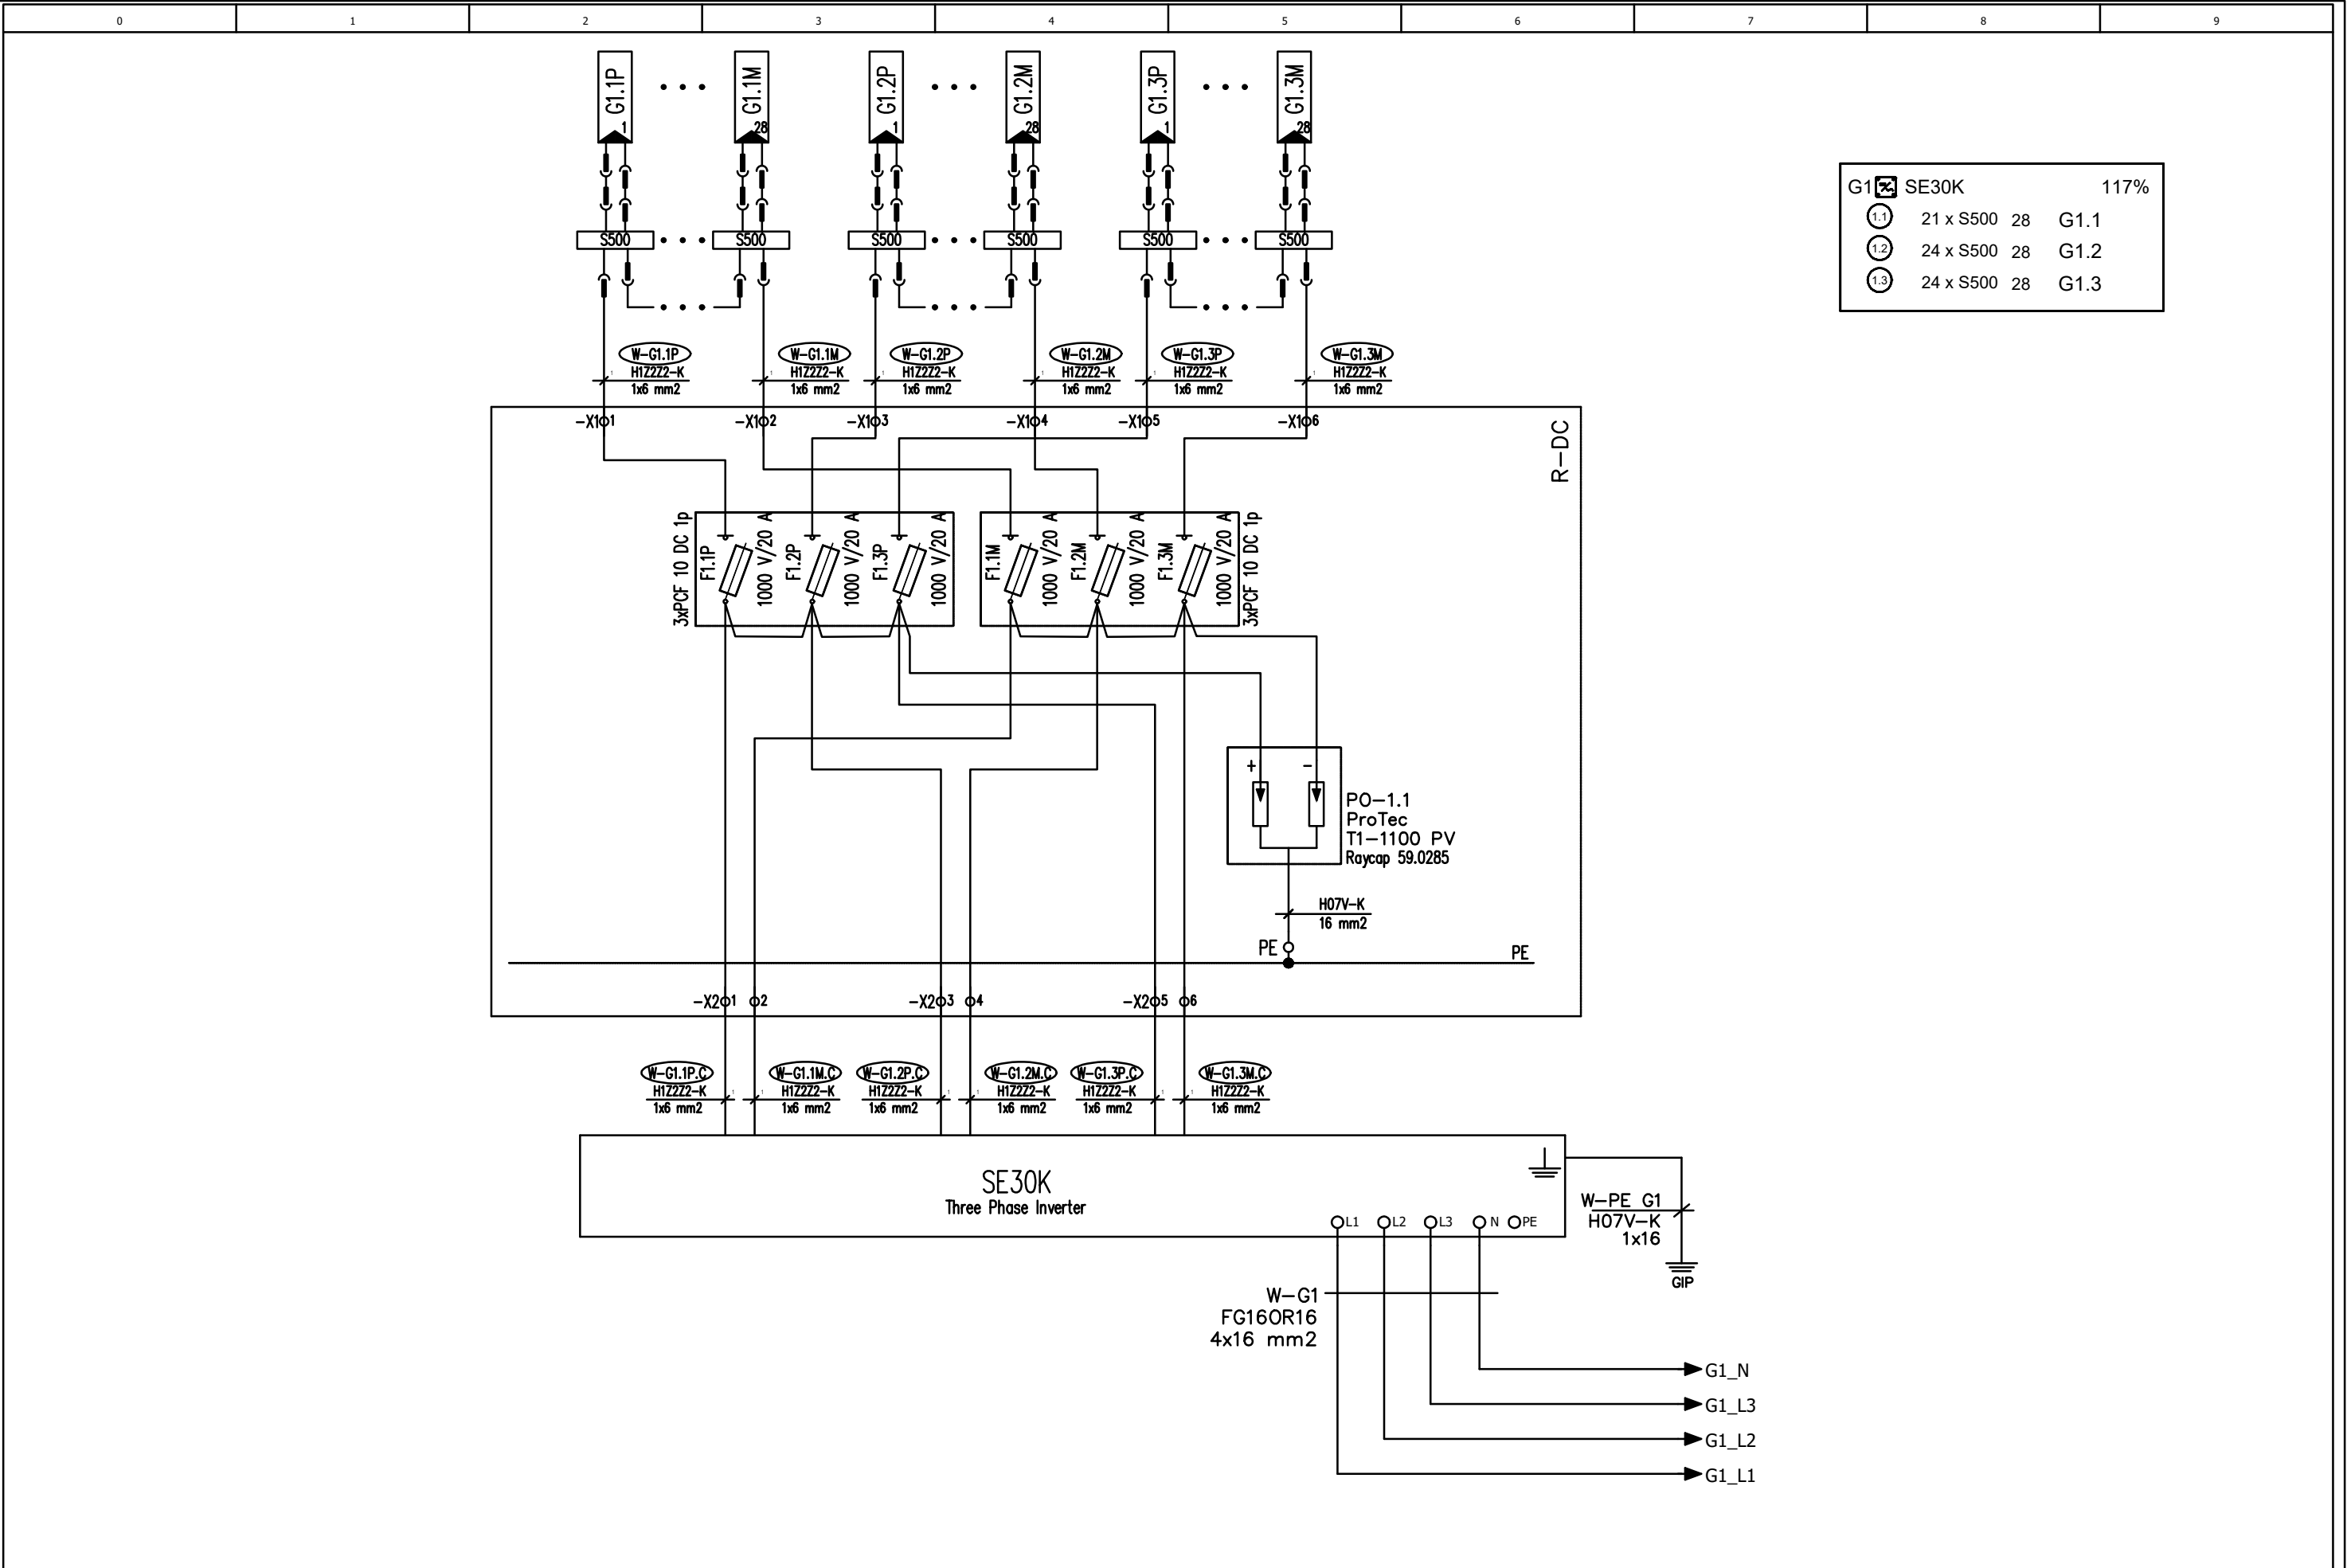 0 1 2 3 4 5 6 7 8 9
G1.1P G1.1M G1.2P G1.2M G1.3P G1.3M
1 28 1 28 1 28
S500 S500 S500 S500 S500 S500
G1 SE30K 117%
1.1 21 x S500 28 G1.1
1.2 24 x S500 28 G1.2
1.3 24 x S500 28 G1.3
W-G1.1P W-G1.1M W-G1.2P W-G1.2M W-G1.3P W-G1.3M
H1Z2Z2-K H1Z2Z2-K H1Z2Z2-K H1Z2Z2-K H1Z2Z2-K H1Z2Z2-K
1x6 mm2 1x6 mm2 1x6 mm2 1x6 mm2 1x6 mm2 1x6 mm2
-X1 1 -X1 2 -X1 3 -X1 4 -X1 5 -X1 6
R-DC
3xPCF 10 DC 1p
F1.1P 1000 V/20 A
F1.2P 1000 V/20 A
F1.3P 1000 V/20 A
F1.1M 1000 V/20 A
F1.2M 1000 V/20 A
F1.3M 1000 V/20 A
3xPCF 10 DC 1p
+ -
PO-1.1
ProTec
T1-1100 PV
Raycap 59.0285
H07V-K
16 mm2
PE PE
-X2 1 2 -X2 3 4 -X2 5 6
W-G1.1P.C W-G1.1M.C W-G1.2P.C W-G1.2M.C W-G1.3P.C W-G1.3M.C
H1Z2Z2-K H1Z2Z2-K H1Z2Z2-K H1Z2Z2-K H1Z2Z2-K H1Z2Z2-K
1x6 mm2 1x6 mm2 1x6 mm2 1x6 mm2 1x6 mm2 1x6 mm2
SE30K
Three Phase Inverter
L1 L2 L3 N PE
W-PE G1
H07V-K
1x16
GIP
W-G1
FG16OR16
4x16 mm2
G1_N
G1_L3
G1_L2
G1_L1